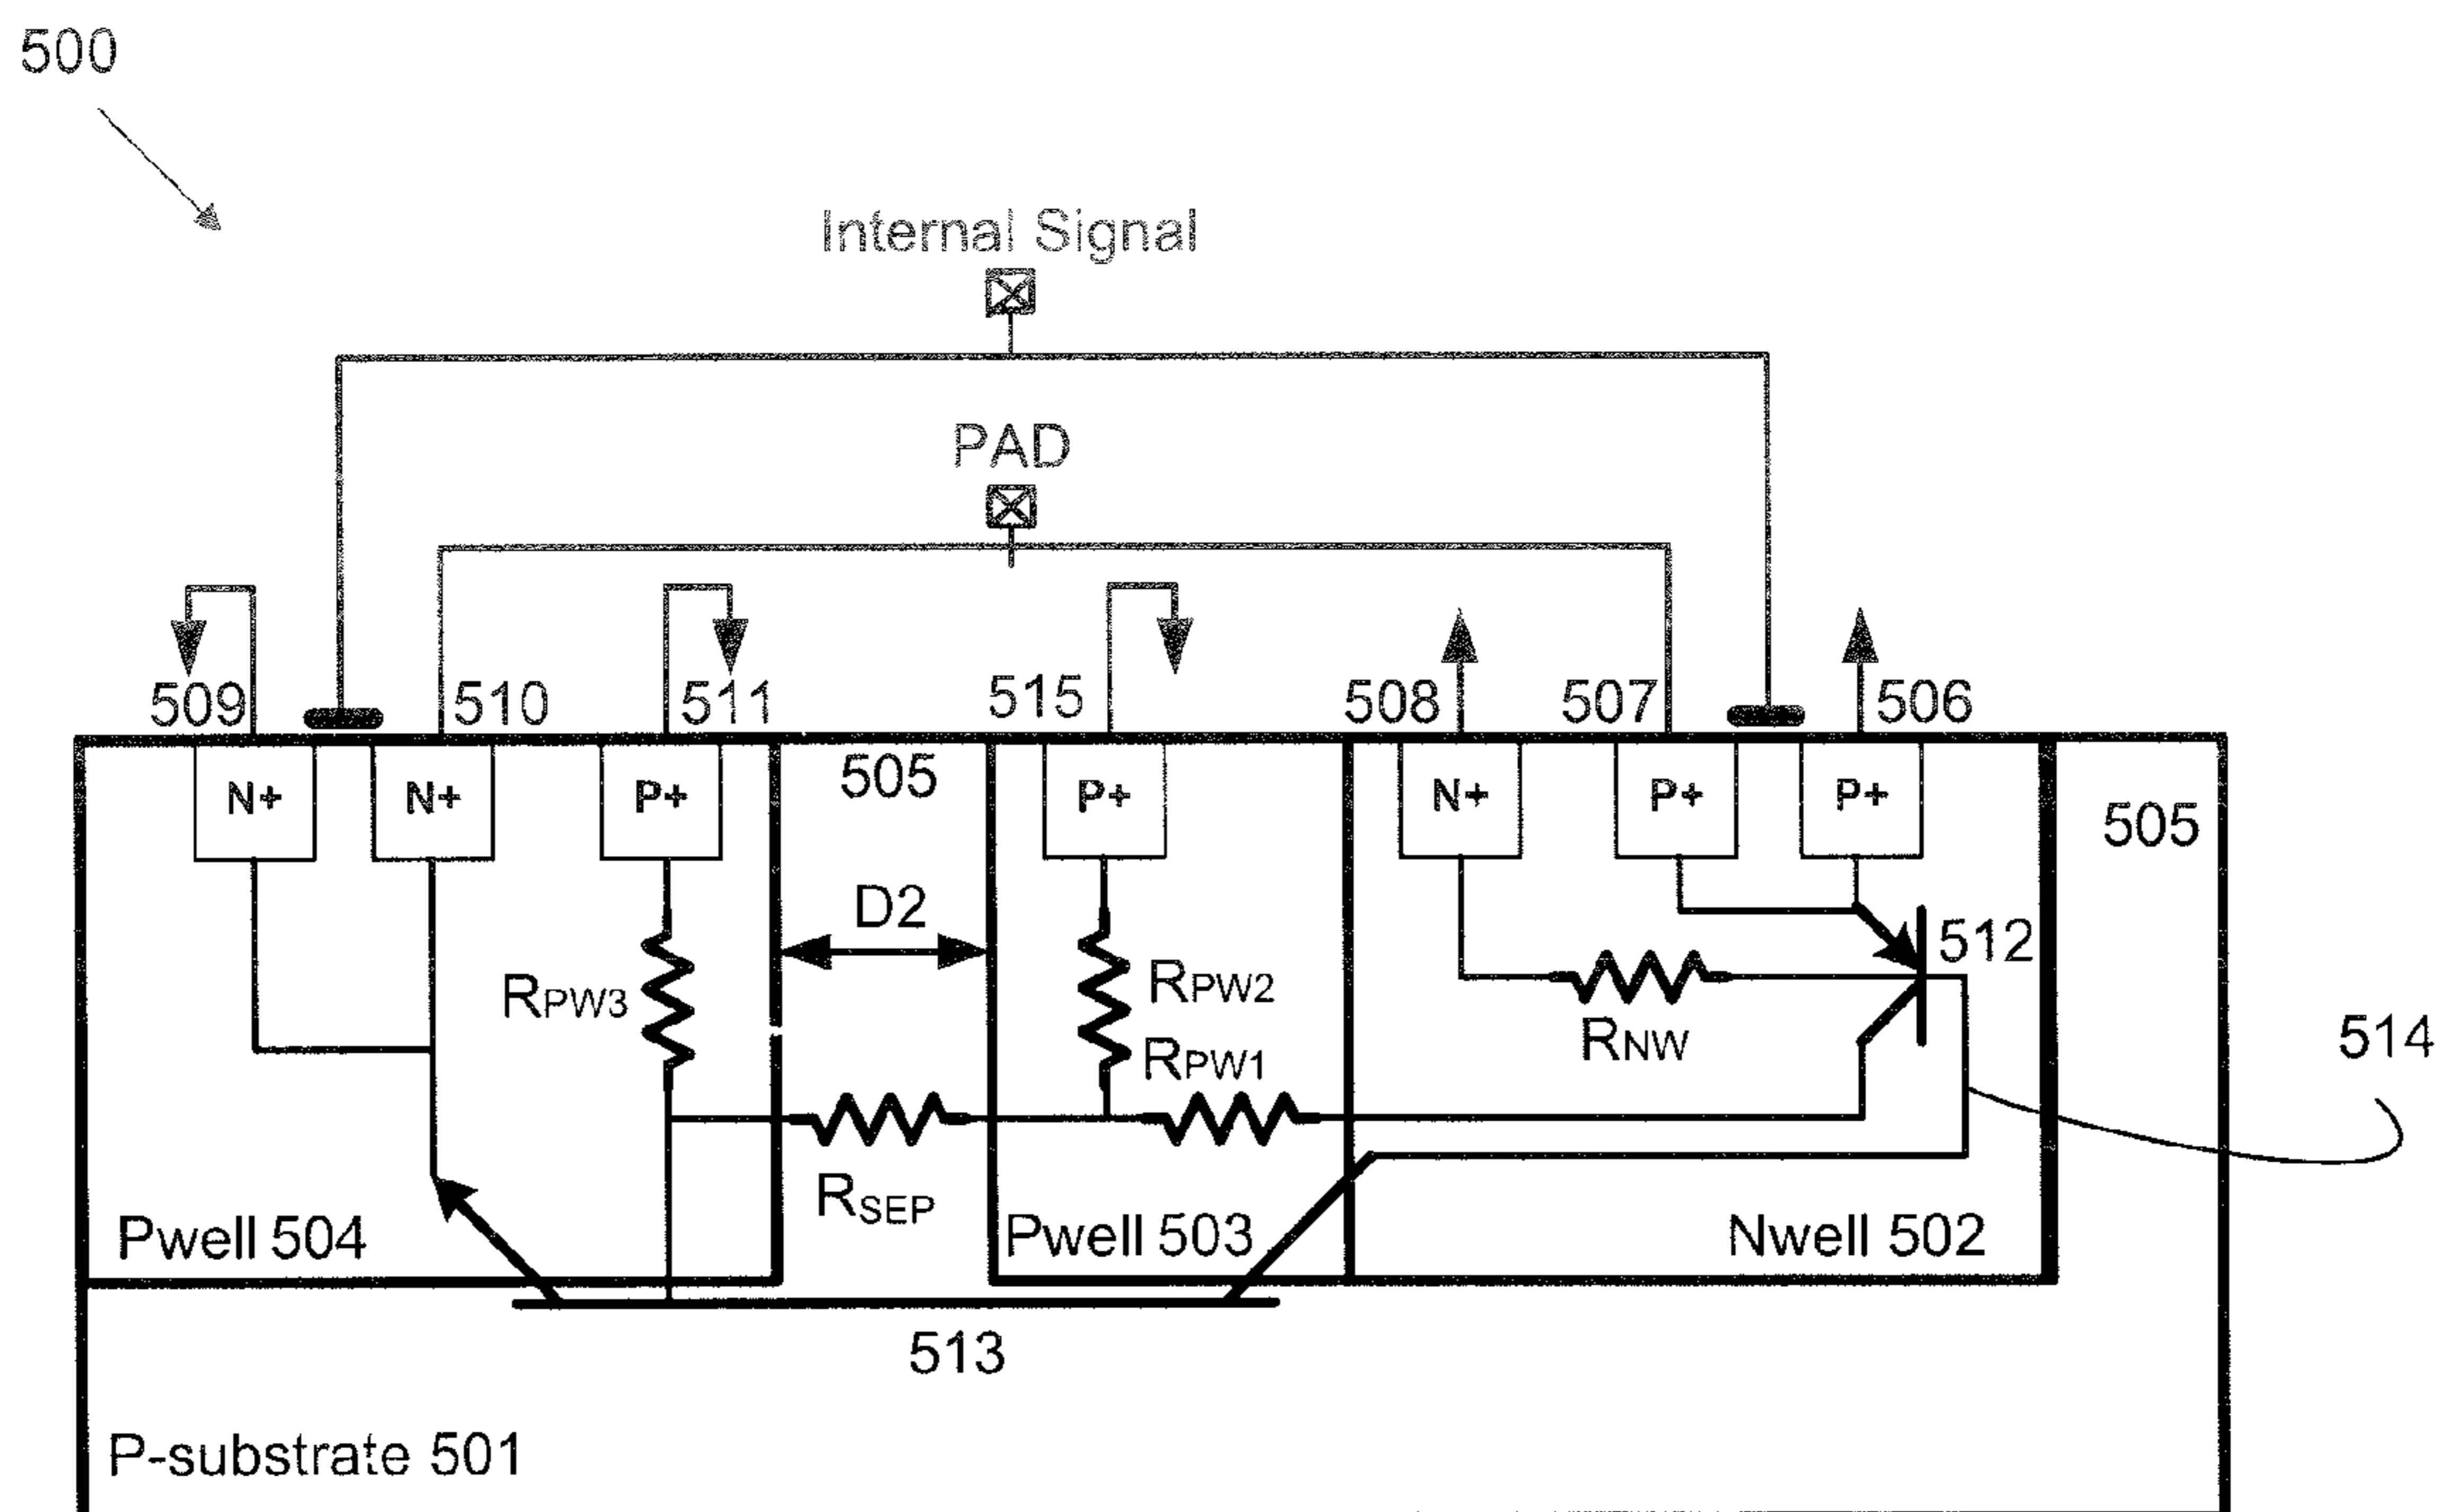 500
Internal Signal
PAD
509
510
511
515
508
507
506
N+
N+
P+
505
P+
N+
P+
P+
505
D2
RPW3
RPW2
512
RPW1
RNW
514
RSEP
Pwell 504
Pwell 503
Nwell 502
513
P-substrate 501